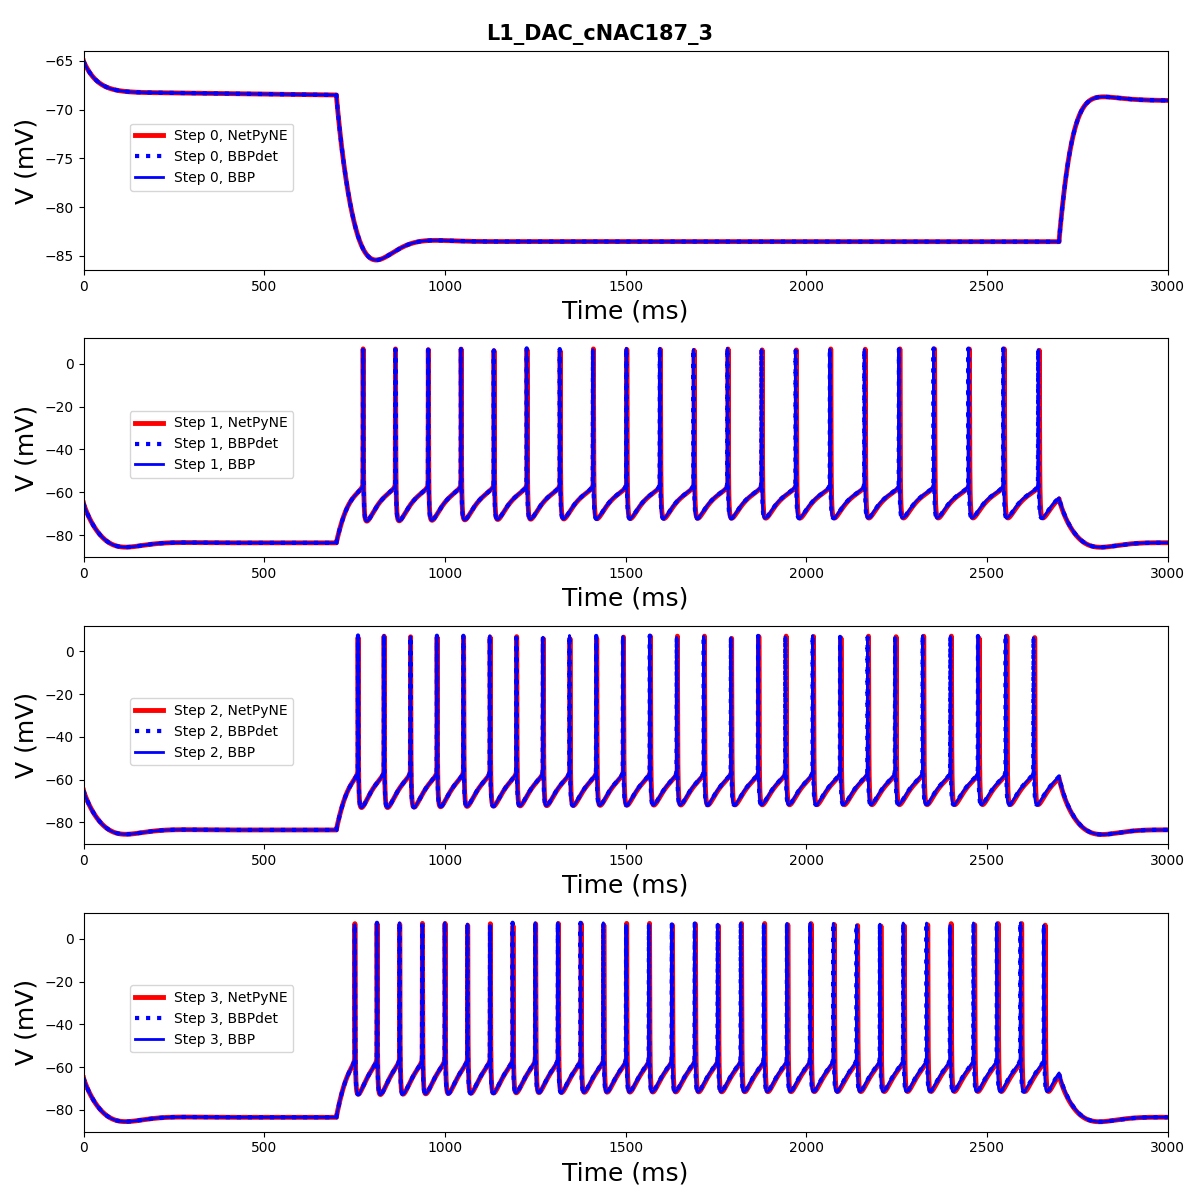 L1_DAC_cNAC187_3
−65
−70
−75
−80
−85
V (mV)
Step 0, NetPyNE
Step 0, BBPdet
Step 0, BBP
0 500 1000 1500 2000 2500 3000
Time (ms)
0
−20
−40
−60
−80
V (mV)
Step 1, NetPyNE
Step 1, BBPdet
Step 1, BBP
0 500 1000 1500 2000 2500 3000
Time (ms)
0
−20
−40
−60
−80
V (mV)
Step 2, NetPyNE
Step 2, BBPdet
Step 2, BBP
0 500 1000 1500 2000 2500 3000
Time (ms)
0
−20
−40
−60
−80
V (mV)
Step 3, NetPyNE
Step 3, BBPdet
Step 3, BBP
0 500 1000 1500 2000 2500 3000
Time (ms)